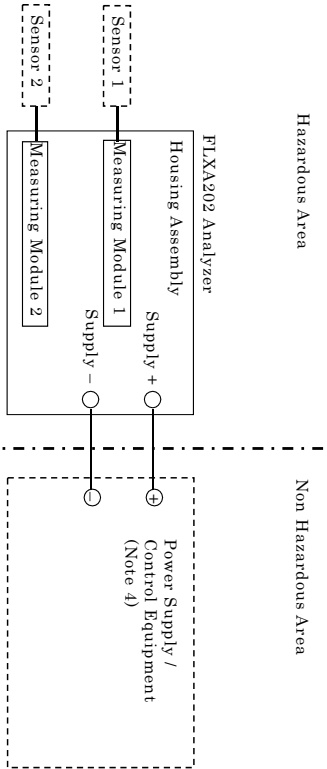 Hazardous Area
Non Hazardous Area
FLXA202 Analyzer
Housing Assembly
Sensor 1
Measuring Module 1
Sensor 2
Measuring Module 2
Supply +
Supply –
+
–
Power Supply /
Control Equipment
(Note 4)